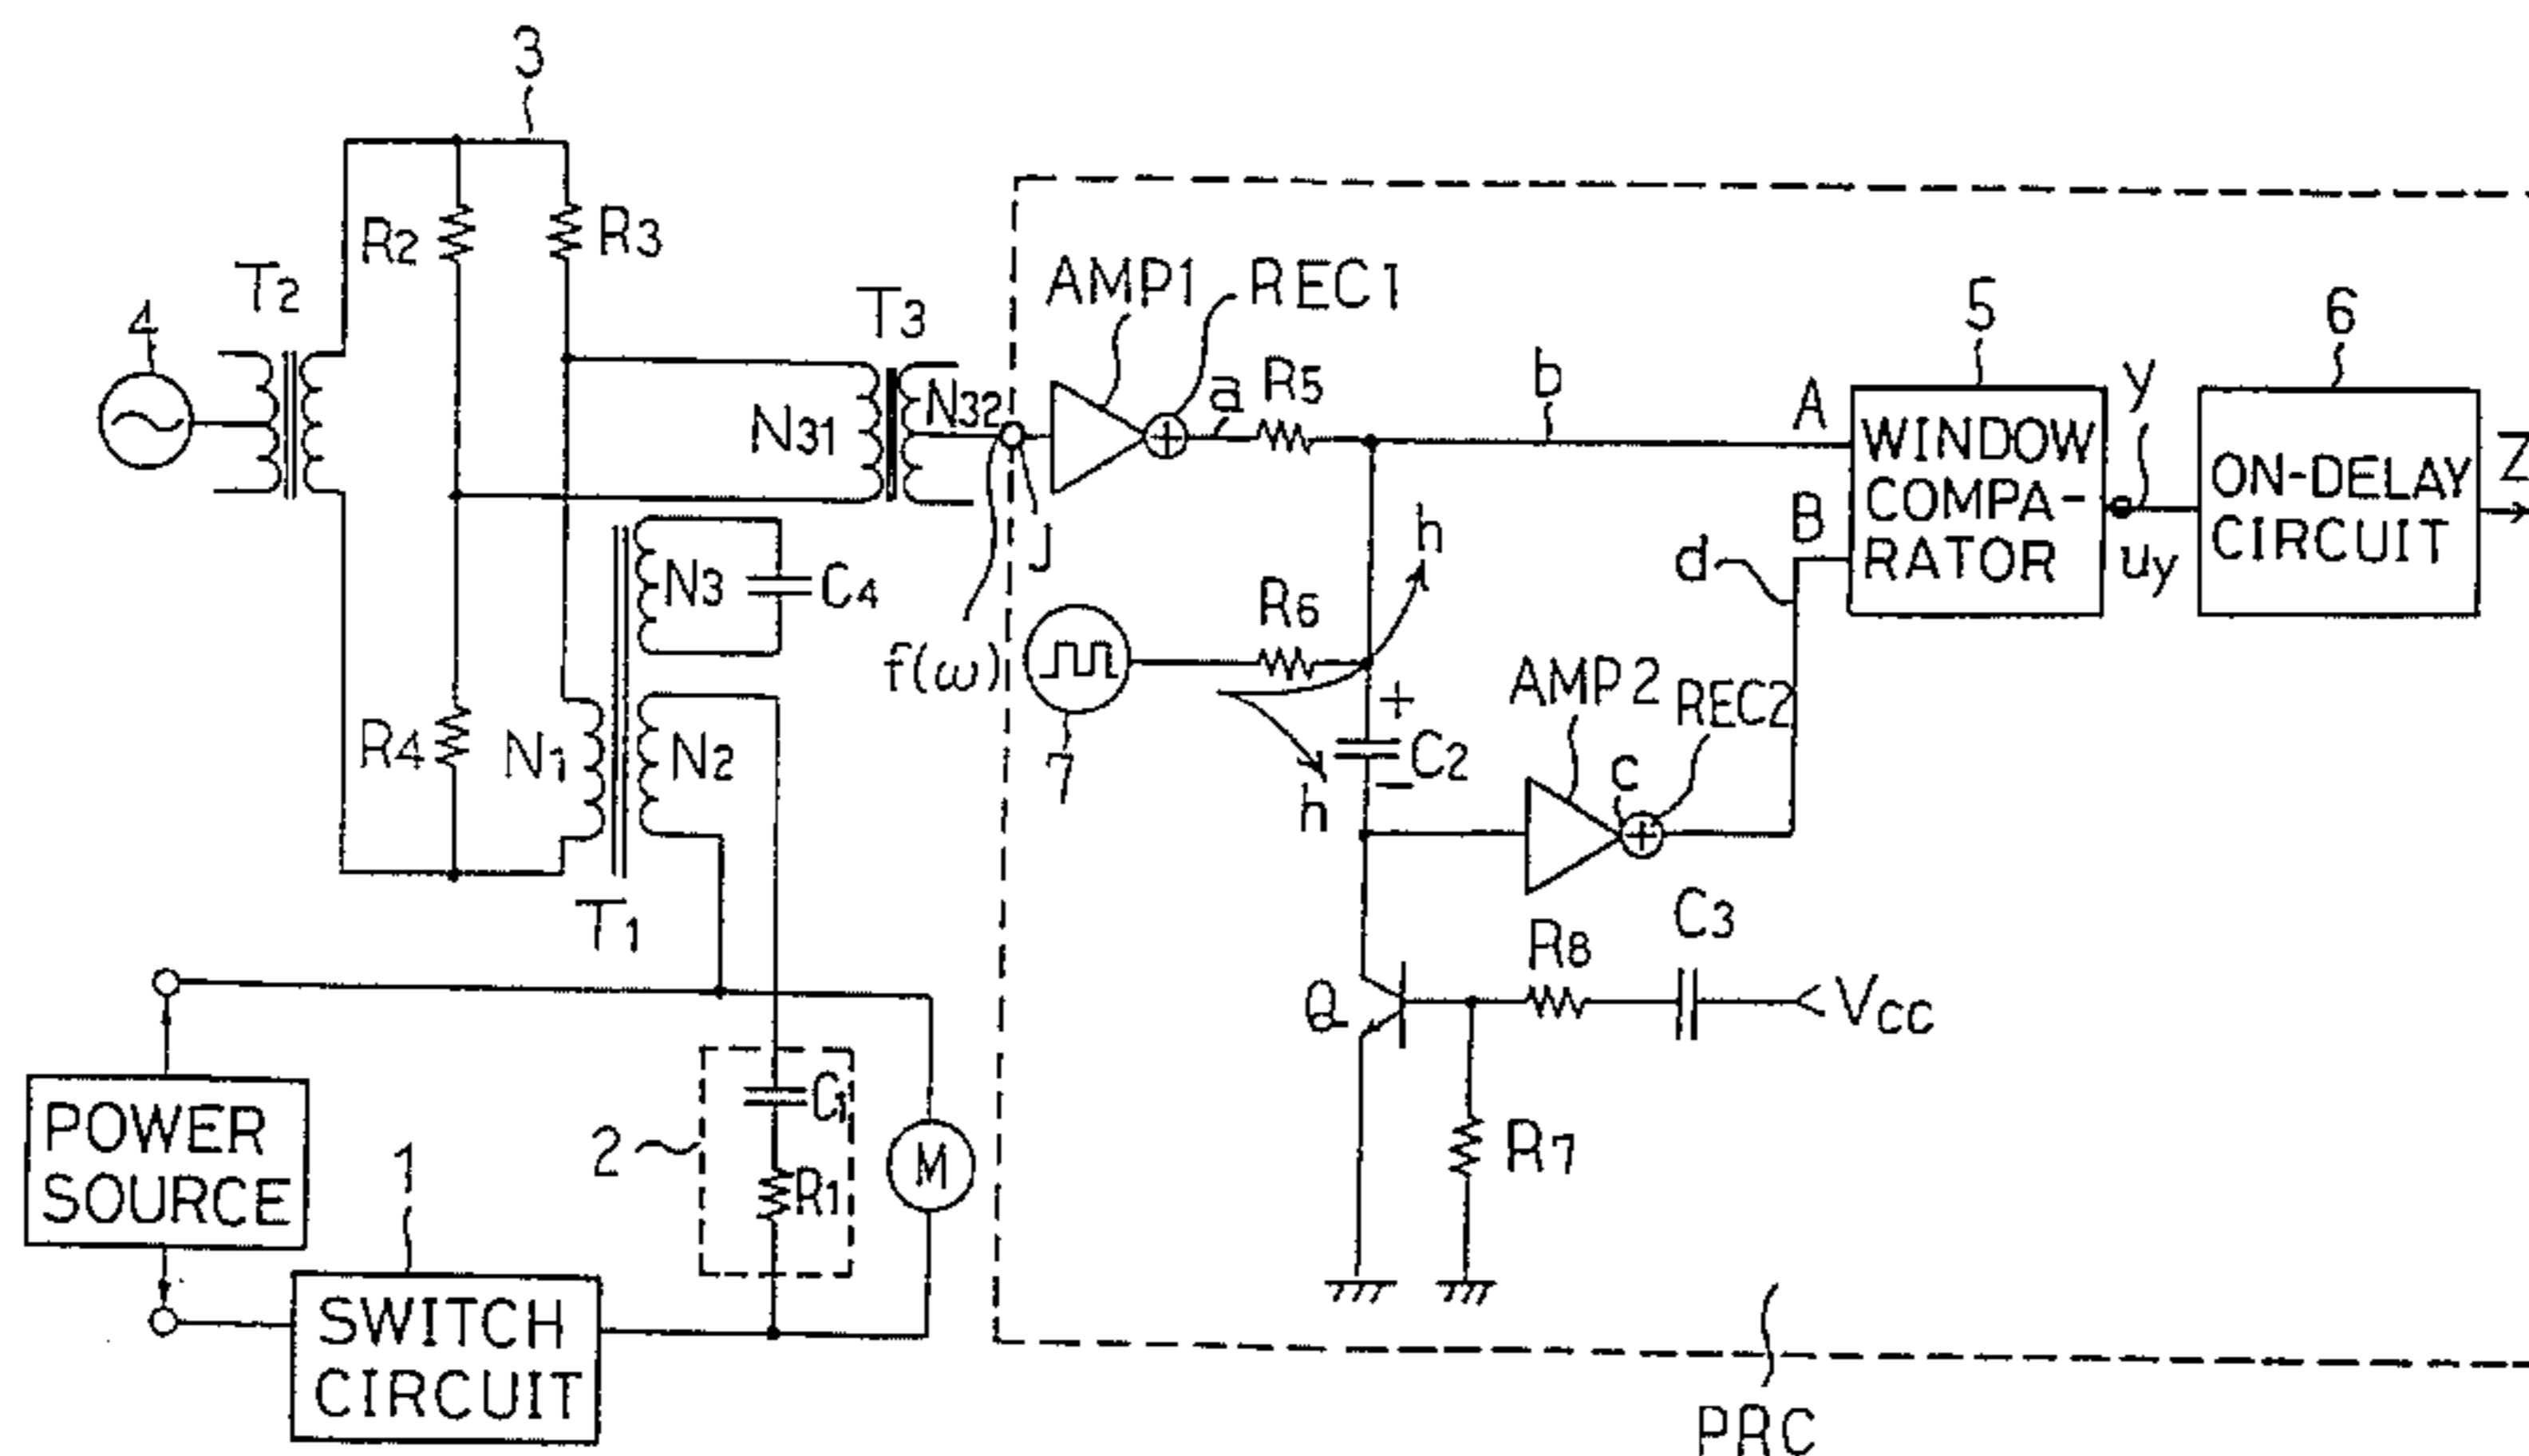 3
R2
R3
T2
4
T3
N31
N32
J
f(ω)
AMP1
REC1
a
R5
b
A
B
d
5
WINDOW
COMPA-
RATOR
y
uy
6
ON-DELAY
CIRCUIT
Z
N3
C4
R4
N1
N2
T1
7
R6
h
h
+
C2
−
AMP2
REC2
c
C3
R8
Q
Vcc
R7
POWER
SOURCE
1
SWITCH
CIRCUIT
2
C1
R1
M
PRC